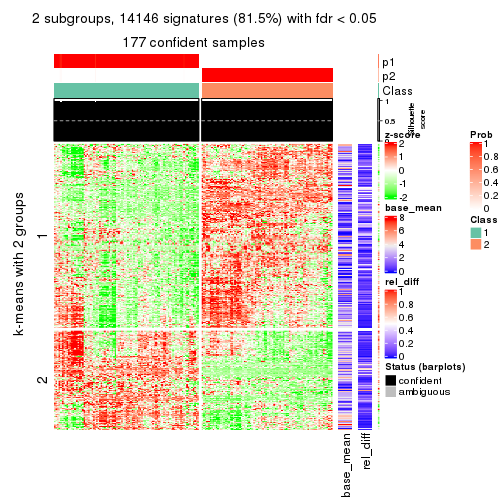 2 subgroups, 14146 signatures (81.5%) with fdr < 0.05
177 confident samples
p1
p2
Class
1
0.5
0
Silhouette
score
k-means with 2 groups
1
2
base_mean
rel_diff
z-score
2
1
0
-1
-2
base_mean
8
6
4
2
0
rel_diff
1
0.8
0.6
0.4
0.2
0
Status (barplots)
confident
ambiguous
Prob
1
0.8
0.6
0.4
0.2
0
Class
1
2